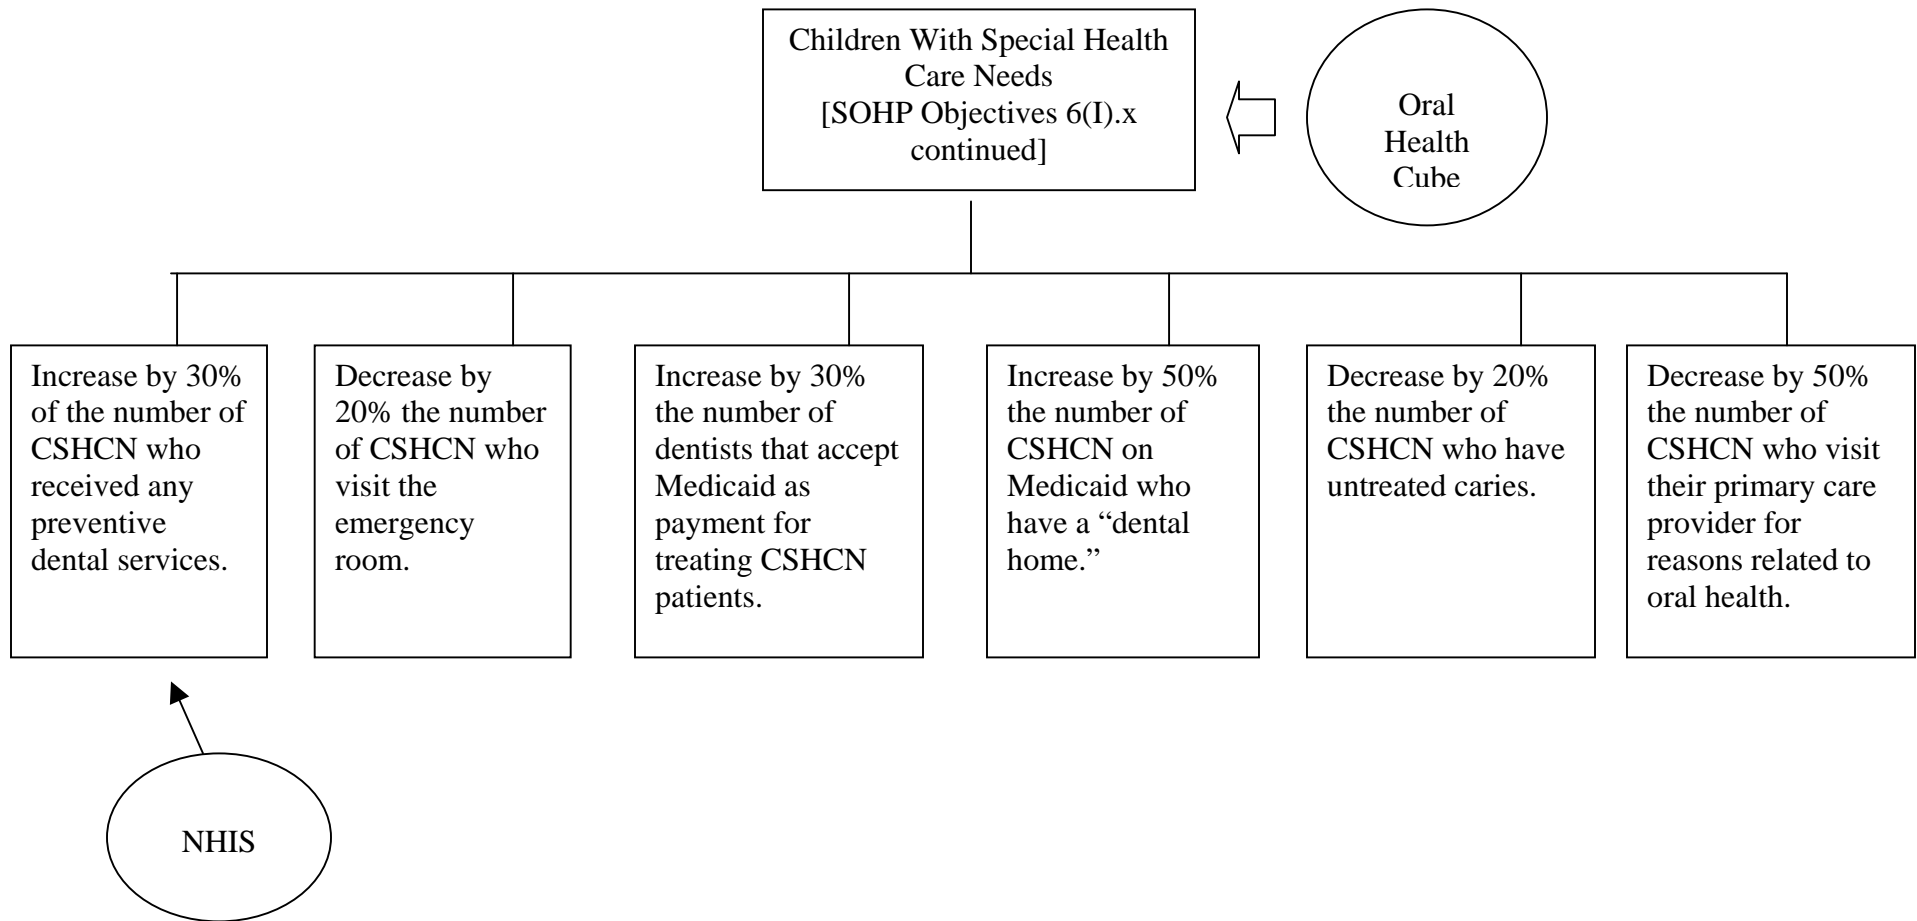 Children With Special Health
Care Needs
[SOHP Objectives 6(I).x
continued]
Oral
Health
Cube
Increase by 30%
of the number of
CSHCN who
received any
preventive
dental services.
Decrease by
20% the number
of CSHCN who
visit the
emergency
room.
Increase by 30%
the number of
dentists that accept
Medicaid as
payment for
treating CSHCN
patients.
Increase by 50%
the number of
CSHCN on
Medicaid who
have a “dental
home.”
Decrease by 20%
the number of
CSHCN who have
untreated caries.
Decrease by 50%
the number of
CSHCN who visit
their primary care
provider for
reasons related to
oral health.
NHIS